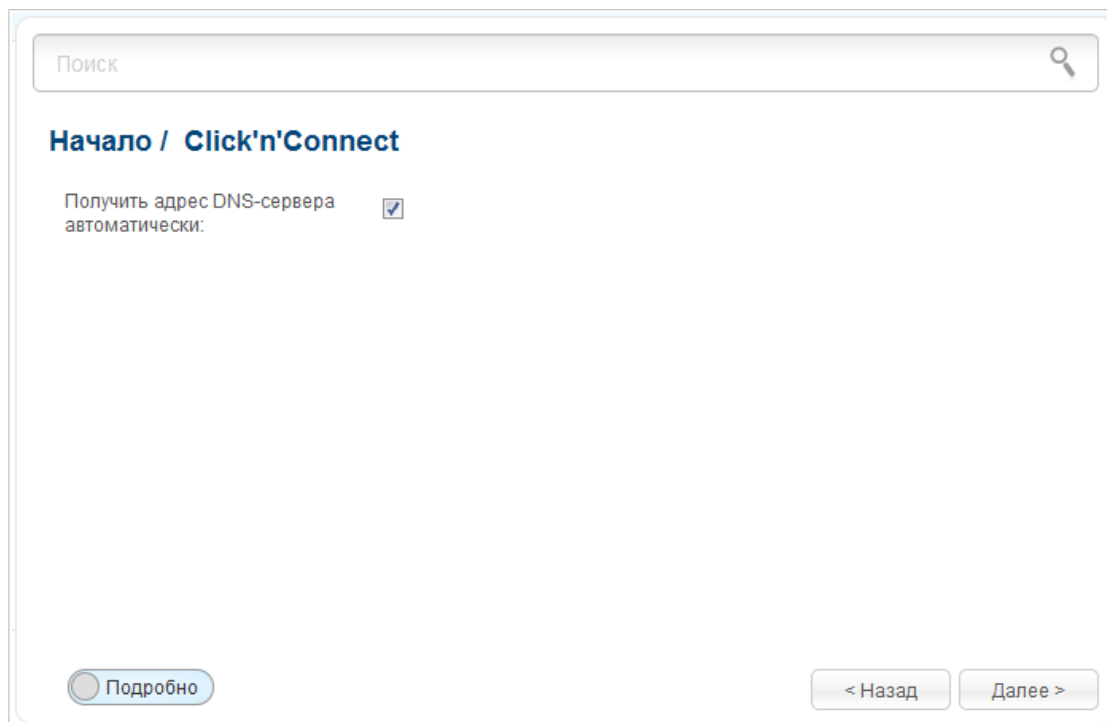 Поиск
Начало / Click'n'Connect
Получить адрес DNS-сервера
автоматически:
Подробно
< Назад
Далее >